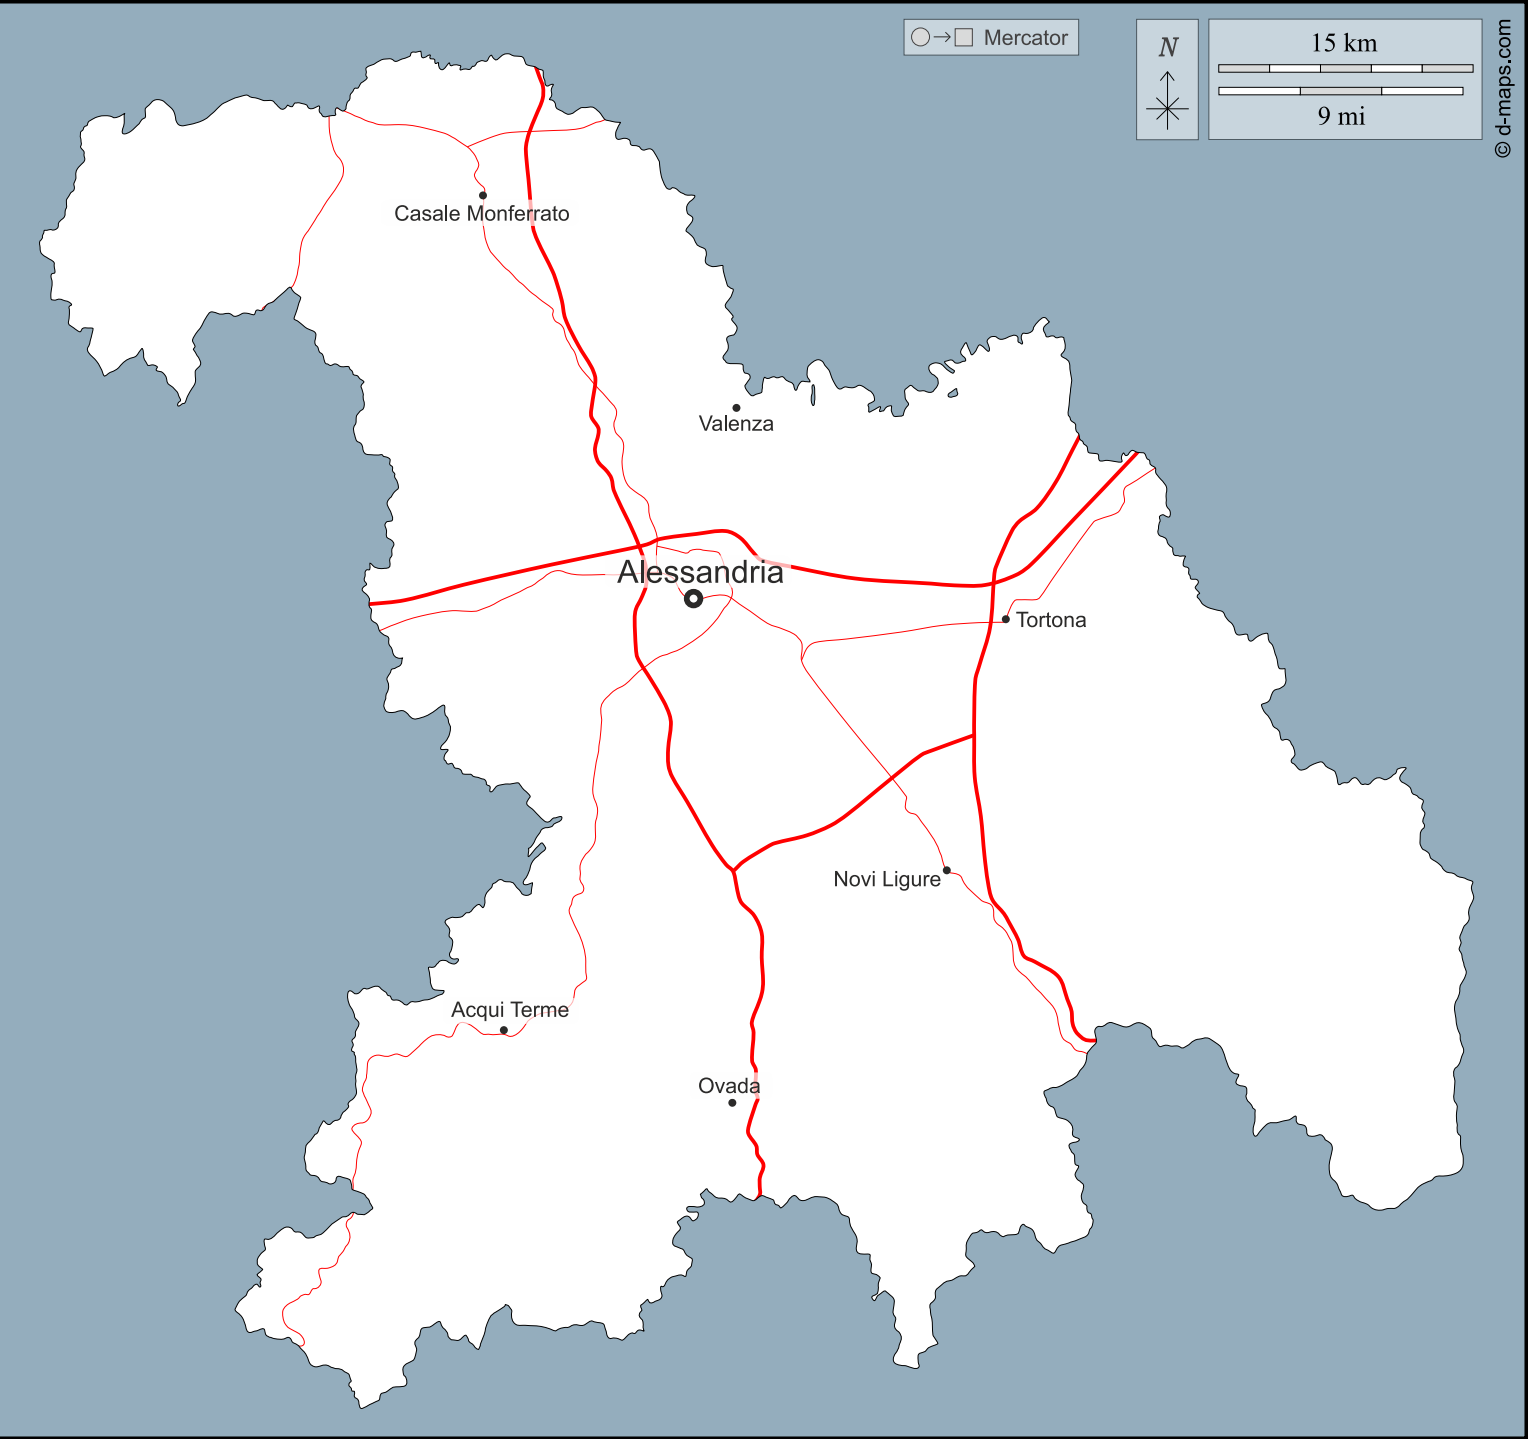 Mercator
N
15 km
9 mi
© d-maps.com
Casale Monferrato
Valenza
Alessandria
Tortona
Novi Ligure
Acqui Terme
Ovada